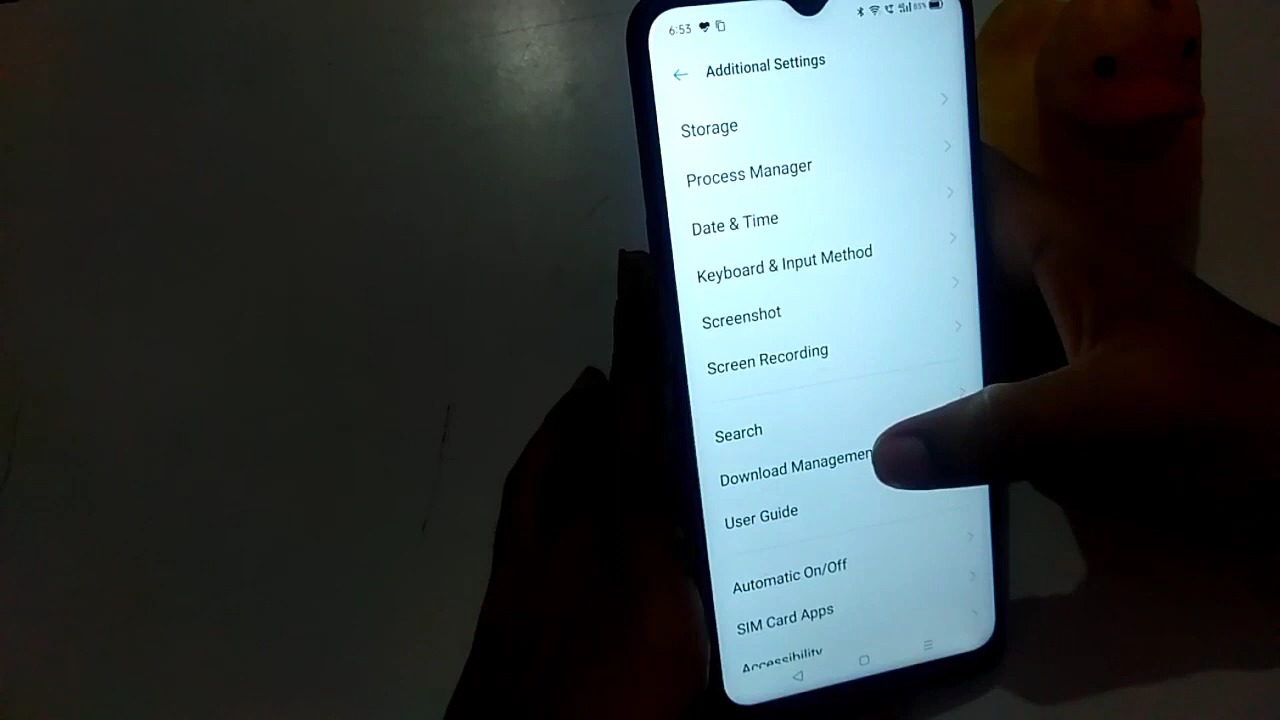 6:53
85%
Additional Settings
Storage
Process Manager
Date & Time
Keyboard & Input Method
Screenshot
Screen Recording
Search
Download Managemen
User Guide
Automatic On/Off
SIM Card Apps
Accessibility